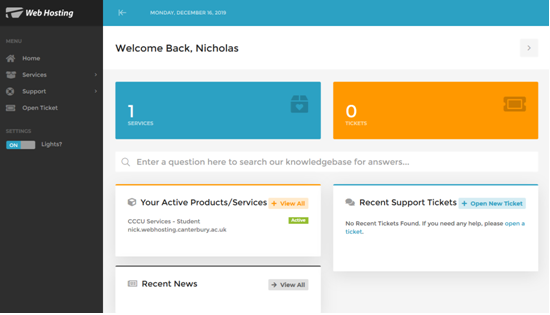 Web Hosting
MONDAY, DECEMBER 16, 2019
MENU
Home
Services
Support
Open Ticket
SETTINGS
ON
Lights?
Welcome Back, Nicholas
1
SERVICES
0
TICKETS
Enter a question here to search our knowledgebase for answers...
Your Active Products/Services
+ View All
CCCU Services - Student
Active
nick.webhosting.canterbury.ac.uk
Recent Support Tickets
+ Open New Ticket
No Recent Tickets Found. If you need any help, please open a
ticket.
Recent News
→ View All